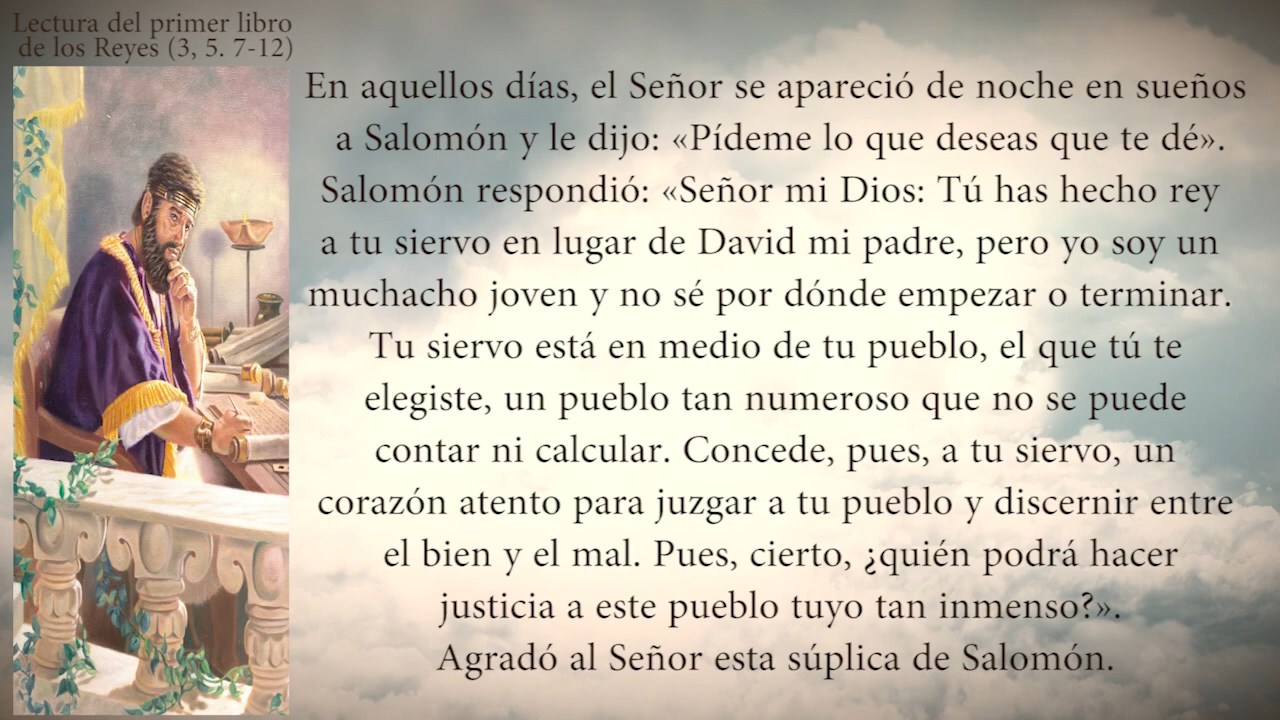 Lectura del primer libro
de los Reyes (3, 5. 7-12)
En aquellos días, el Señor se apareció de noche en sueños
a Salomón y le dijo: «Pídeme lo que deseas que te dé».
Salomón respondió: «Señor mi Dios: Tú has hecho rey
a tu siervo en lugar de David mi padre, pero yo soy un
muchacho joven y no sé por dónde empezar o terminar.
Tu siervo está en medio de tu pueblo, el que tú te
elegiste, un pueblo tan numeroso que no se puede
contar ni calcular. Concede, pues, a tu siervo, un
corazón atento para juzgar a tu pueblo y discernir entre
el bien y el mal. Pues, cierto, ¿quién podrá hacer
justicia a este pueblo tuyo tan inmenso?».
Agradó al Señor esta súplica de Salomón.